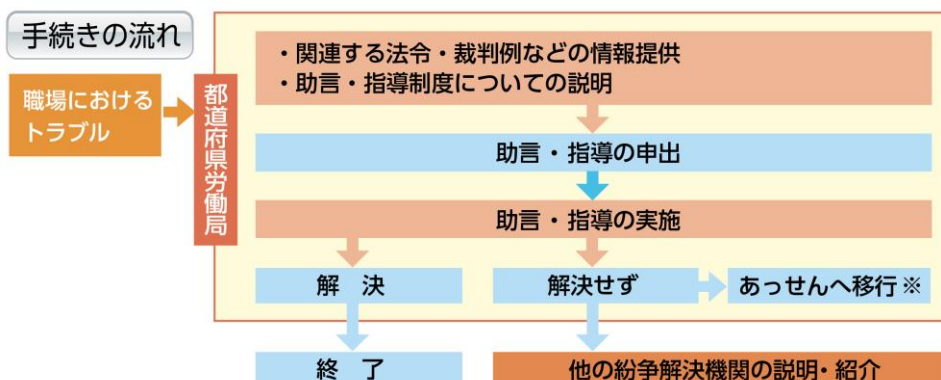 手続きの流れ
職場における
トラブル
都道府県労働局
・関連する法令・裁判例などの情報提供
・助言・指導制度についての説明
助言・指導の申出
助言・指導の実施
解　決
解決せず
あっせんへ移行※
終　了
他の紛争解決機関の説明・紹介